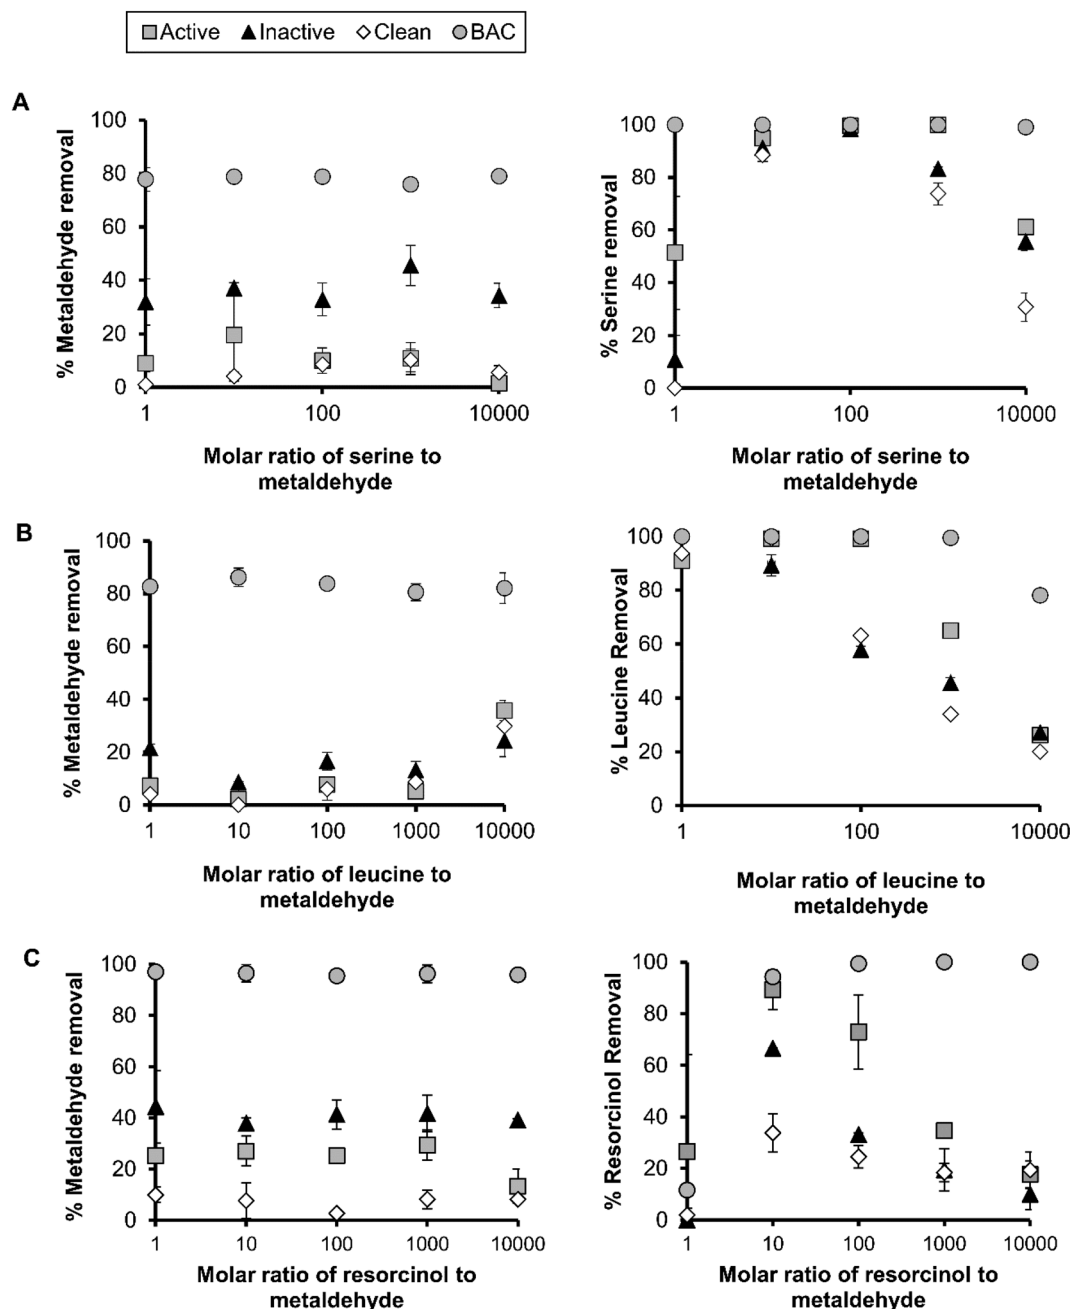 Active Inactive Clean BAC
A
% Metaldehyde removal
100
80
60
40
20
0
1 100 10000
Molar ratio of serine to
metaldehyde
% Serine removal
100
80
60
40
20
0
1 100 10000
Molar ratio of serine to
metaldehyde
B
% Metaldehyde removal
100
80
60
40
20
0
1 10 100 1000 10000
Molar ratio of leucine to
metaldehyde
% Leucine Removal
100
80
60
40
20
0
1 100 10000
Molar ratio of leucine to
metaldehyde
C
% Metaldehyde removal
100
80
60
40
20
0
1 10 100 1000 10000
Molar ratio of resorcinol to
metaldehyde
% Resorcinol Removal
100
80
60
40
20
0
1 10 100 1000 10000
Molar ratio of resorcinol to
metaldehyde